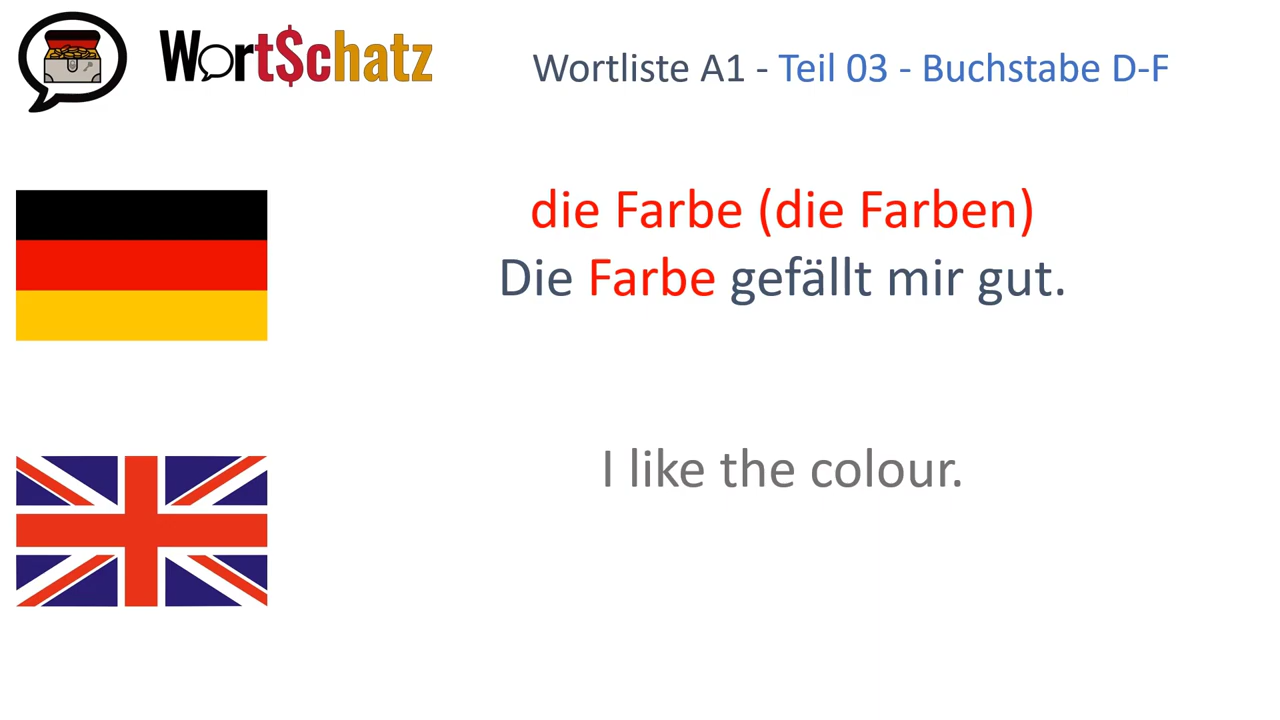 Wort$chatz
Wortliste A1 - Teil 03 - Buchstabe D-F
die Farbe (die Farben)
Die Farbe gefällt mir gut.
I like the colour.